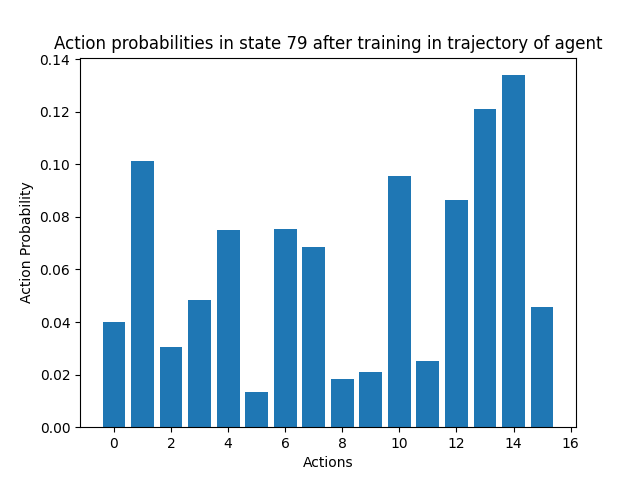 Action probabilities in state 79 after training in trajectory of agent
0.14
0.12
0.10
0.08
0.06
0.04
0.02
0.00
Action Probability
0 2 4 6 8 10 12 14 16
Actions